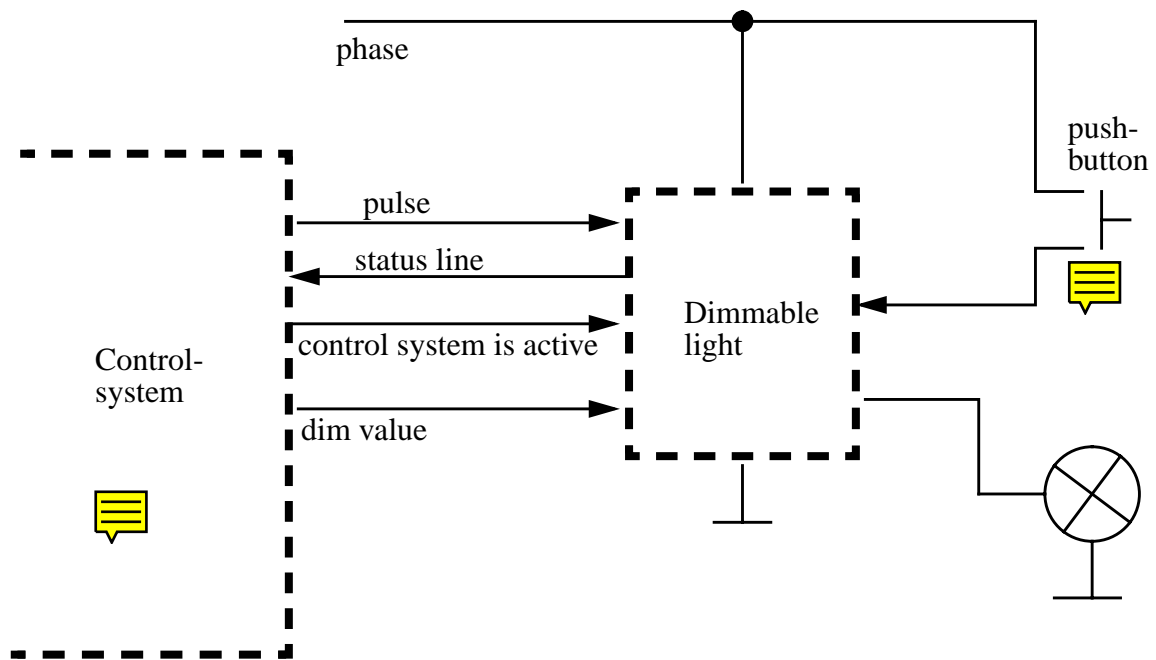 phase
push-
button
pulse
status line
Dimmable
light
control system is active
Control-
system
dim value